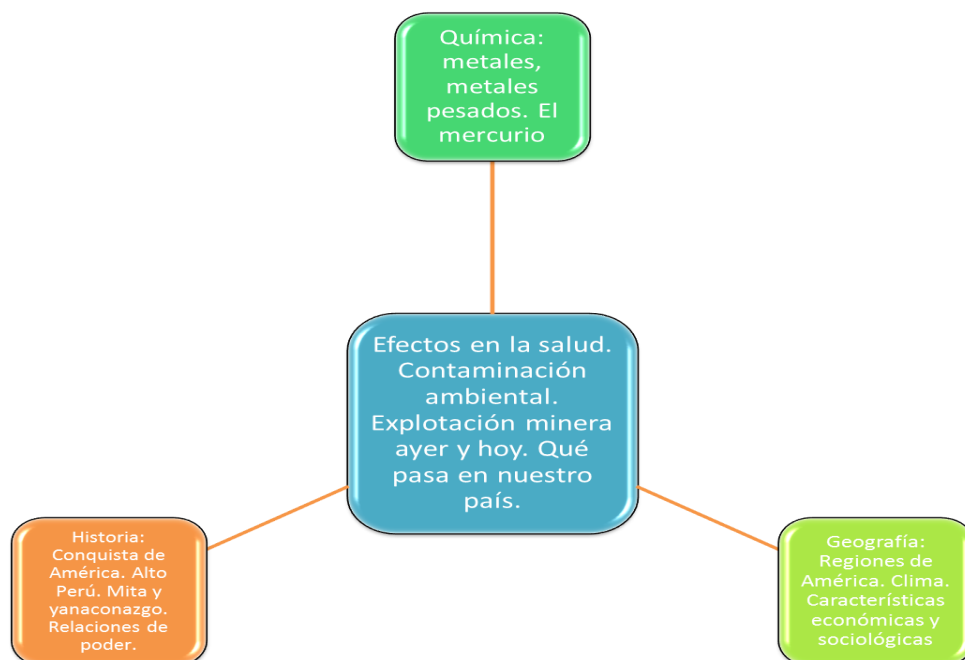 Química:
metales,
metales
pesados. El
mercurio
Efectos en la salud.
Contaminación
ambiental.
Explotación minera
ayer y hoy. Qué
pasa en nuestro
país.
Historia:
Conquista de
América. Alto
Perú. Mita y
yanaconazgo.
Relaciones de
poder.
Geografía:
Regiones de
América. Clima.
Características
económicas y
sociológicas